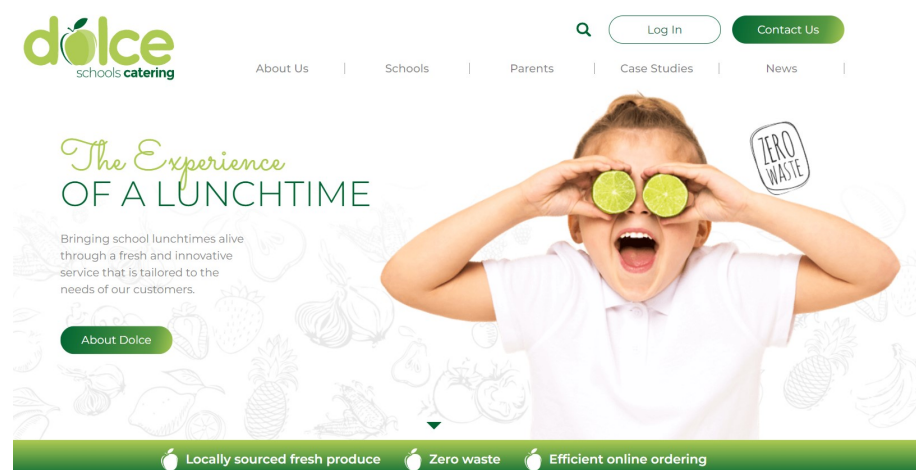 dolce
schools catering
Log In
Contact Us
About Us
Schools
Parents
Case Studies
News
The Experience
OF A LUNCHTIME
Bringing school lunchtimes alive
through a fresh and innovative
service that is tailored to the
needs of our customers.
About Dolce
ZERO
WASTE
Locally sourced fresh produce
Zero waste
Efficient online ordering